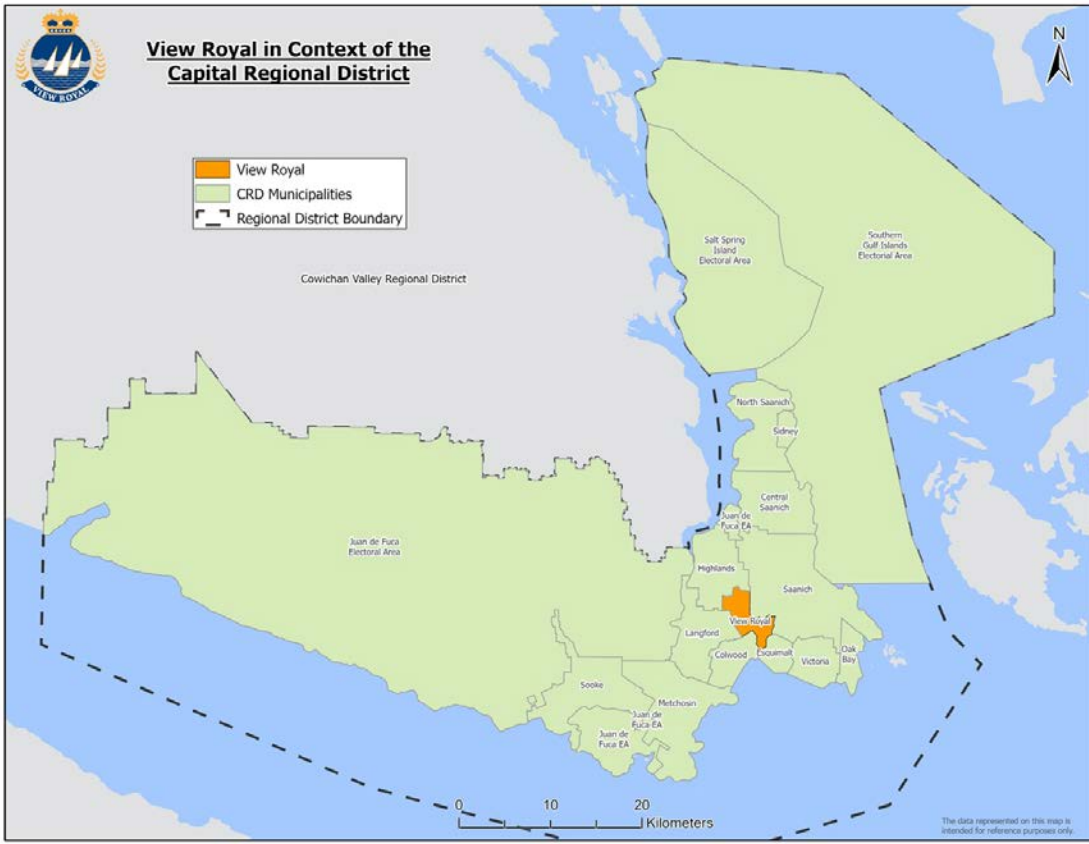 View Royal in Context of the
Capital Regional District
VIEW ROYAL
N
View Royal
CRD Municipalities
Regional District Boundary
Cowichan Valley Regional District
Salt Spring
Island
Electoral Area
Southern
Gulf Islands
Electorial Area
North Saanich
Sidney
Central
Saanich
Juan de
Fuca EA
Juan de Fuca
Electoral Area
Highlands
Saanich
View Royal
Langford
Colwood
Esquimalt
Victoria
Oak
Bay
Sooke
Metchosin
Juan de
Fuca EA
Juan de
Fuca EA
0 10 20
Kilometers
The data represented on this map is
intended for reference purposes only.